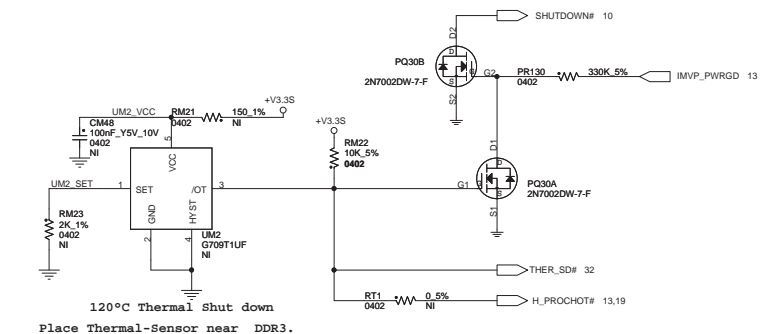 SHUTDOWN# 10
D2
D
PQ30B
2N7002DW-7-F
G
G2
S
S2
PR130
0402
330K_5%
IMVP_PWRGD 13
+V3.3S
UM2_VCC
RM21
0402
150_1%
NI
CM48
100nF_Y5V_10V
0402
NI
5
VCC
+V3.3S
RM22
10K_5%
0402
D1
D
UM2_SET
1
SET
/OT
3
G1
G
S
S1
PQ30A
2N7002DW-7-F
RM23
2K_1%
0402
NI
GND
HYST
2
4
UM2
G709T1UF
NI
THER_SD# 32
RT1
0402
0_5%
NI
H_PROCHOT# 13,19
120°C Thermal Shut down
Place Thermal-Sensor near DDR3.